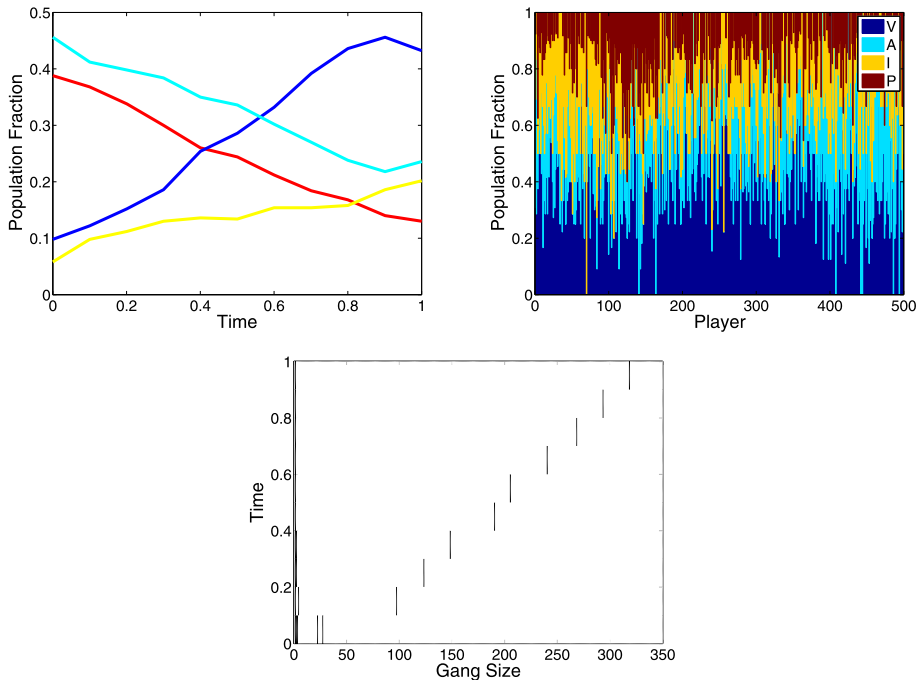 0.5
0.4
0.3
0.2
0.1
0
Population Fraction
0 0.2 0.4 0.6 0.8 1
Time
1
0.8
0.6
0.4
0.2
0
Population Fraction
V
A
I
P
0 100 200 300 400 500
Player
1
0.8
0.6
0.4
0.2
0
Time
0 50 100 150 200 250 300 350
Gang Size